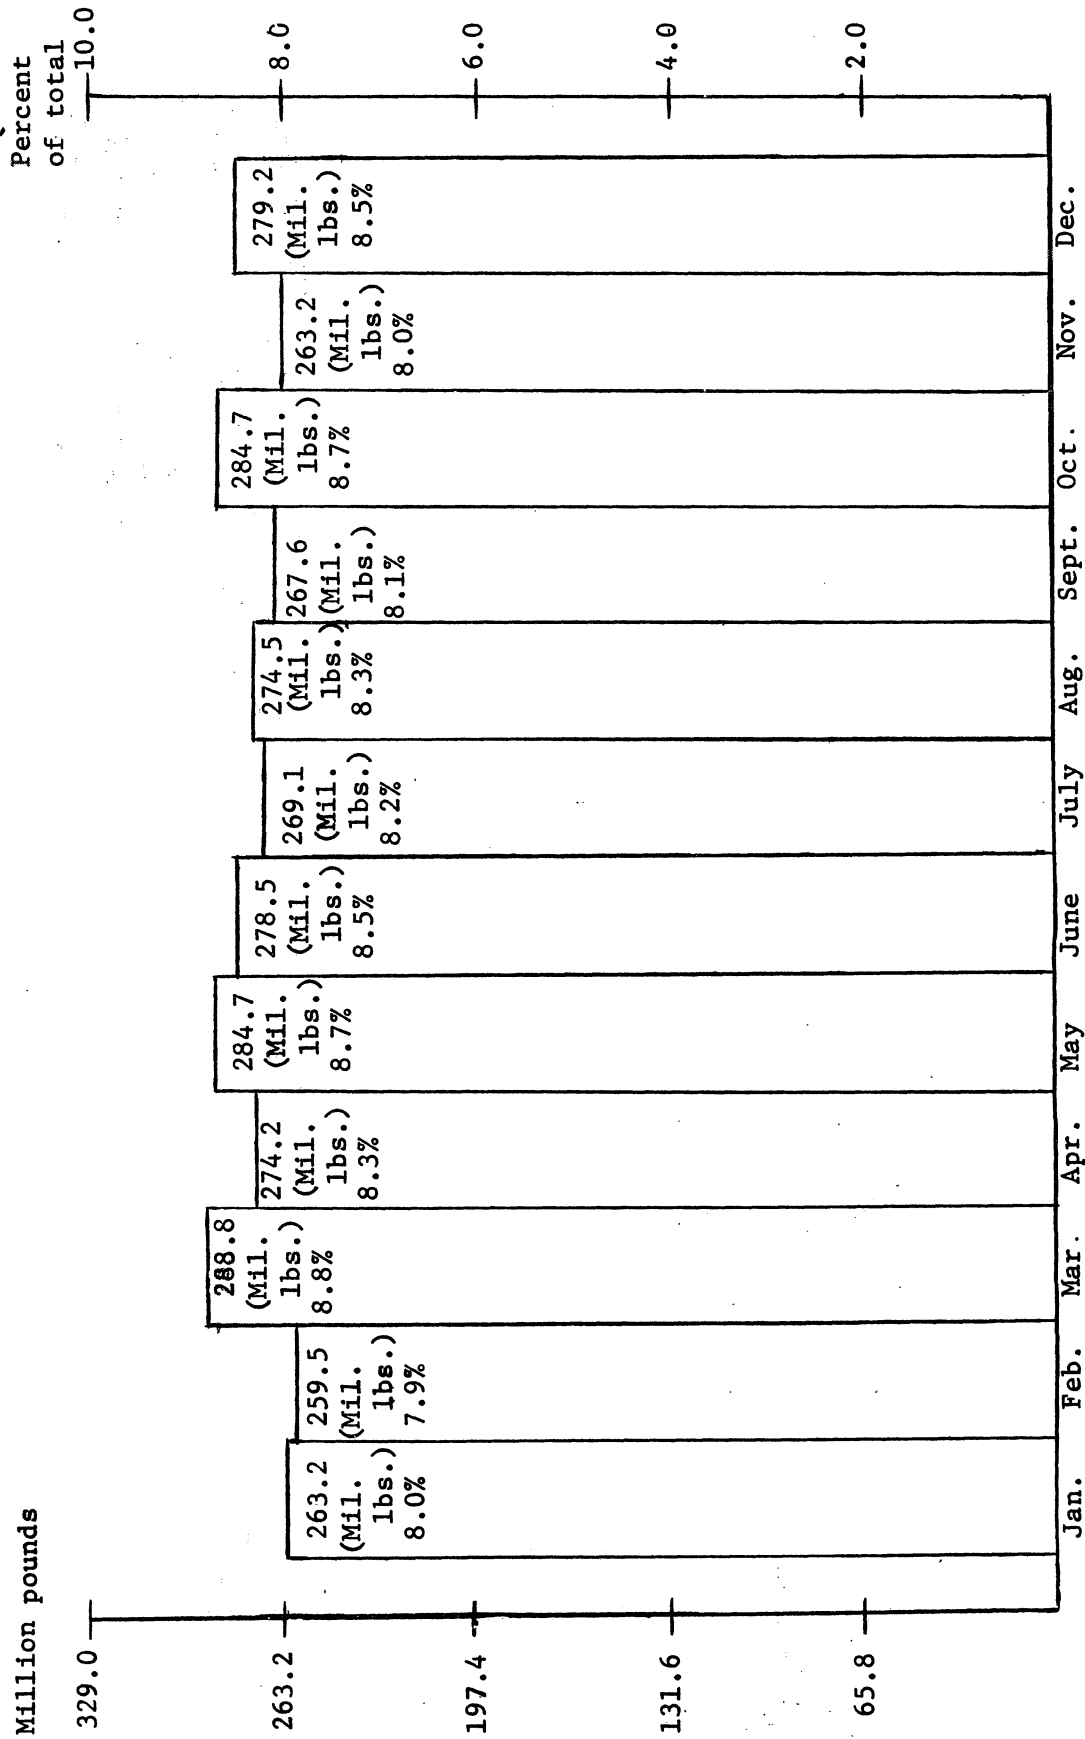 Million pounds
Percent
of total
329.0
263.2
197.4
131.6
65.8
10.0
8.0
6.0
4.0
2.0
263.2
(Mil.
lbs.)
8.0%
259.5
(Mil.
lbs.)
7.9%
288.8
(Mil.
lbs.)
8.8%
274.2
(Mil.
lbs.)
8.3%
284.7
(Mil.
lbs.)
8.7%
278.5
(Mil.
lbs.)
8.5%
269.1
(Mil.
lbs.)
8.2%
274.5
(Mil.
lbs.)
8.3%
267.6
(Mil.
lbs.)
8.1%
284.7
(Mil.
lbs.)
8.7%
263.2
(Mil.
lbs.)
8.0%
279.2
(Mil.
lbs.)
8.5%
Jan. Feb. Mar. Apr. May June July Aug. Sept. Oct. Nov. Dec.